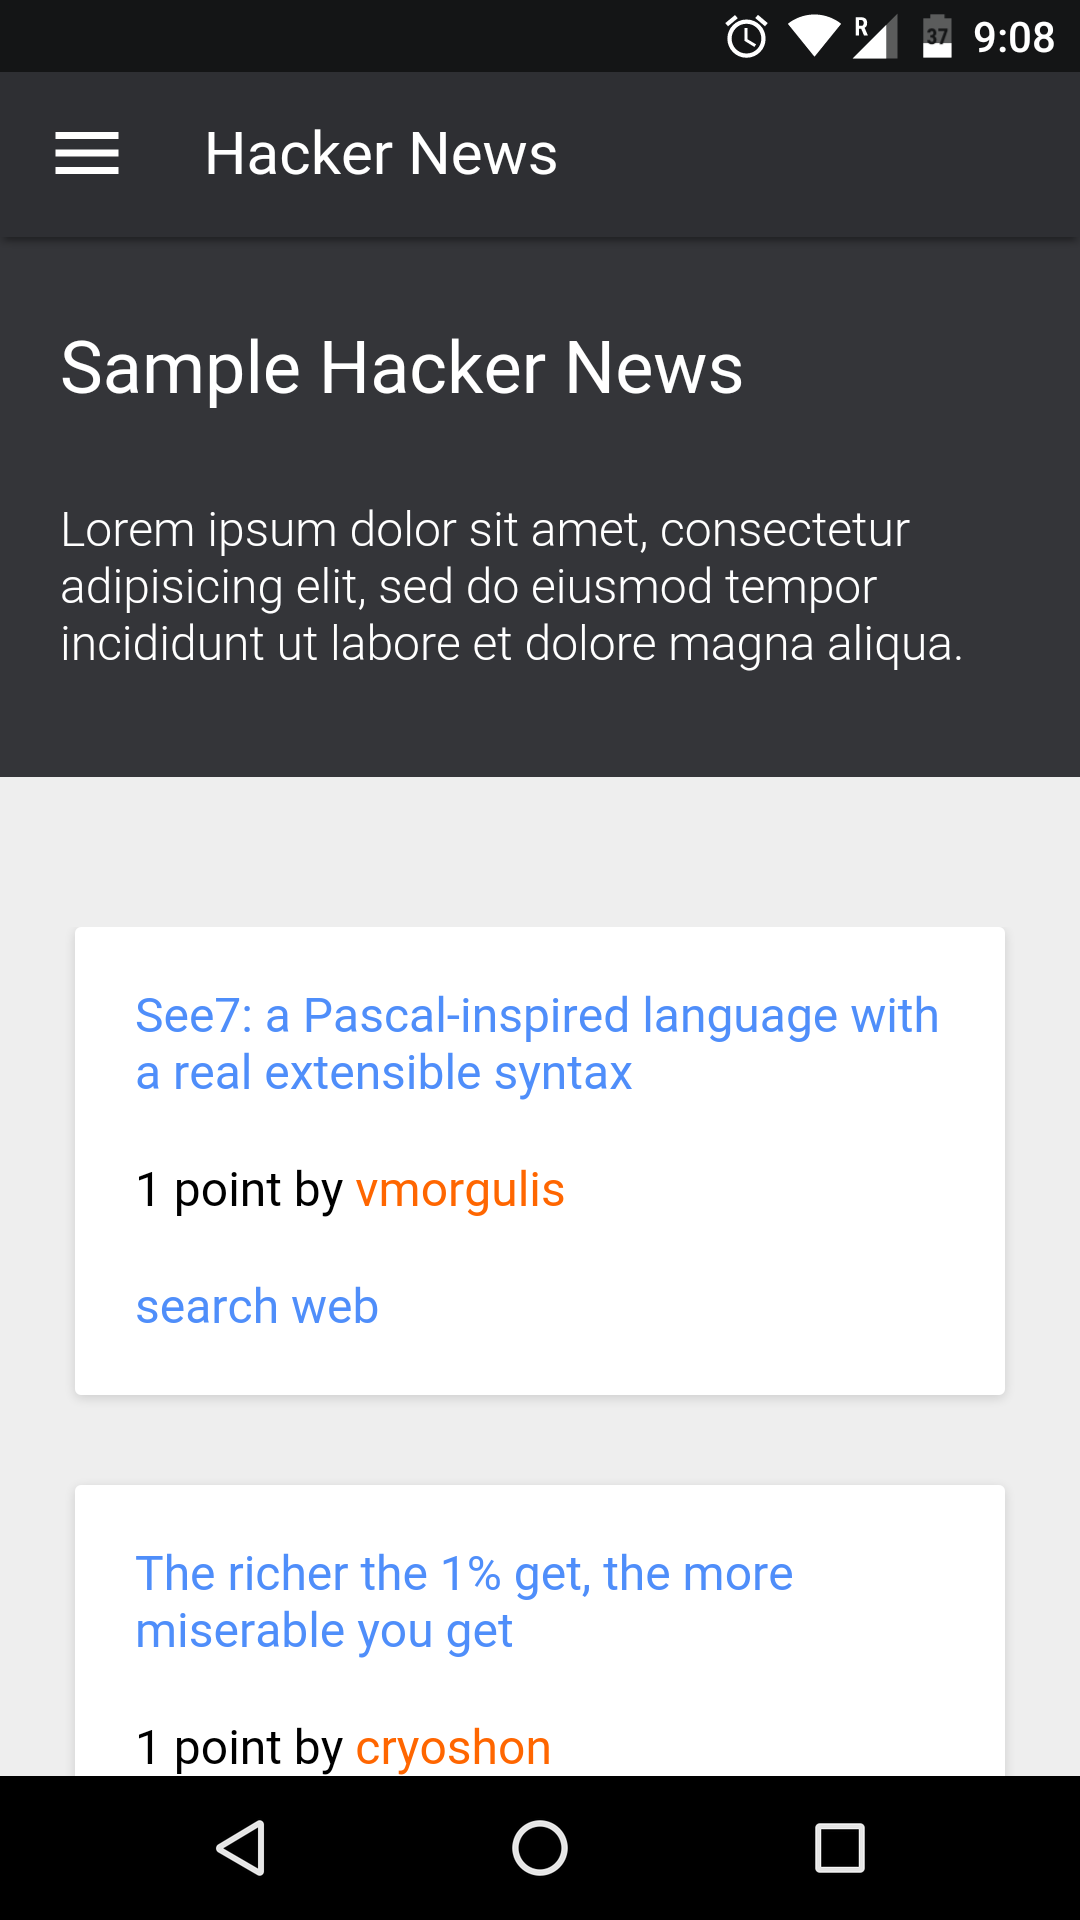 R 37 9:08
Hacker News
Sample Hacker News
Lorem ipsum dolor sit amet, consectetur
adipisicing elit, sed do eiusmod tempor
incididunt ut labore et dolore magna aliqua.
See7: a Pascal-inspired language with
a real extensible syntax
1 point by vmorgulis
search web
The richer the 1% get, the more
miserable you get
1 point by cryoshon